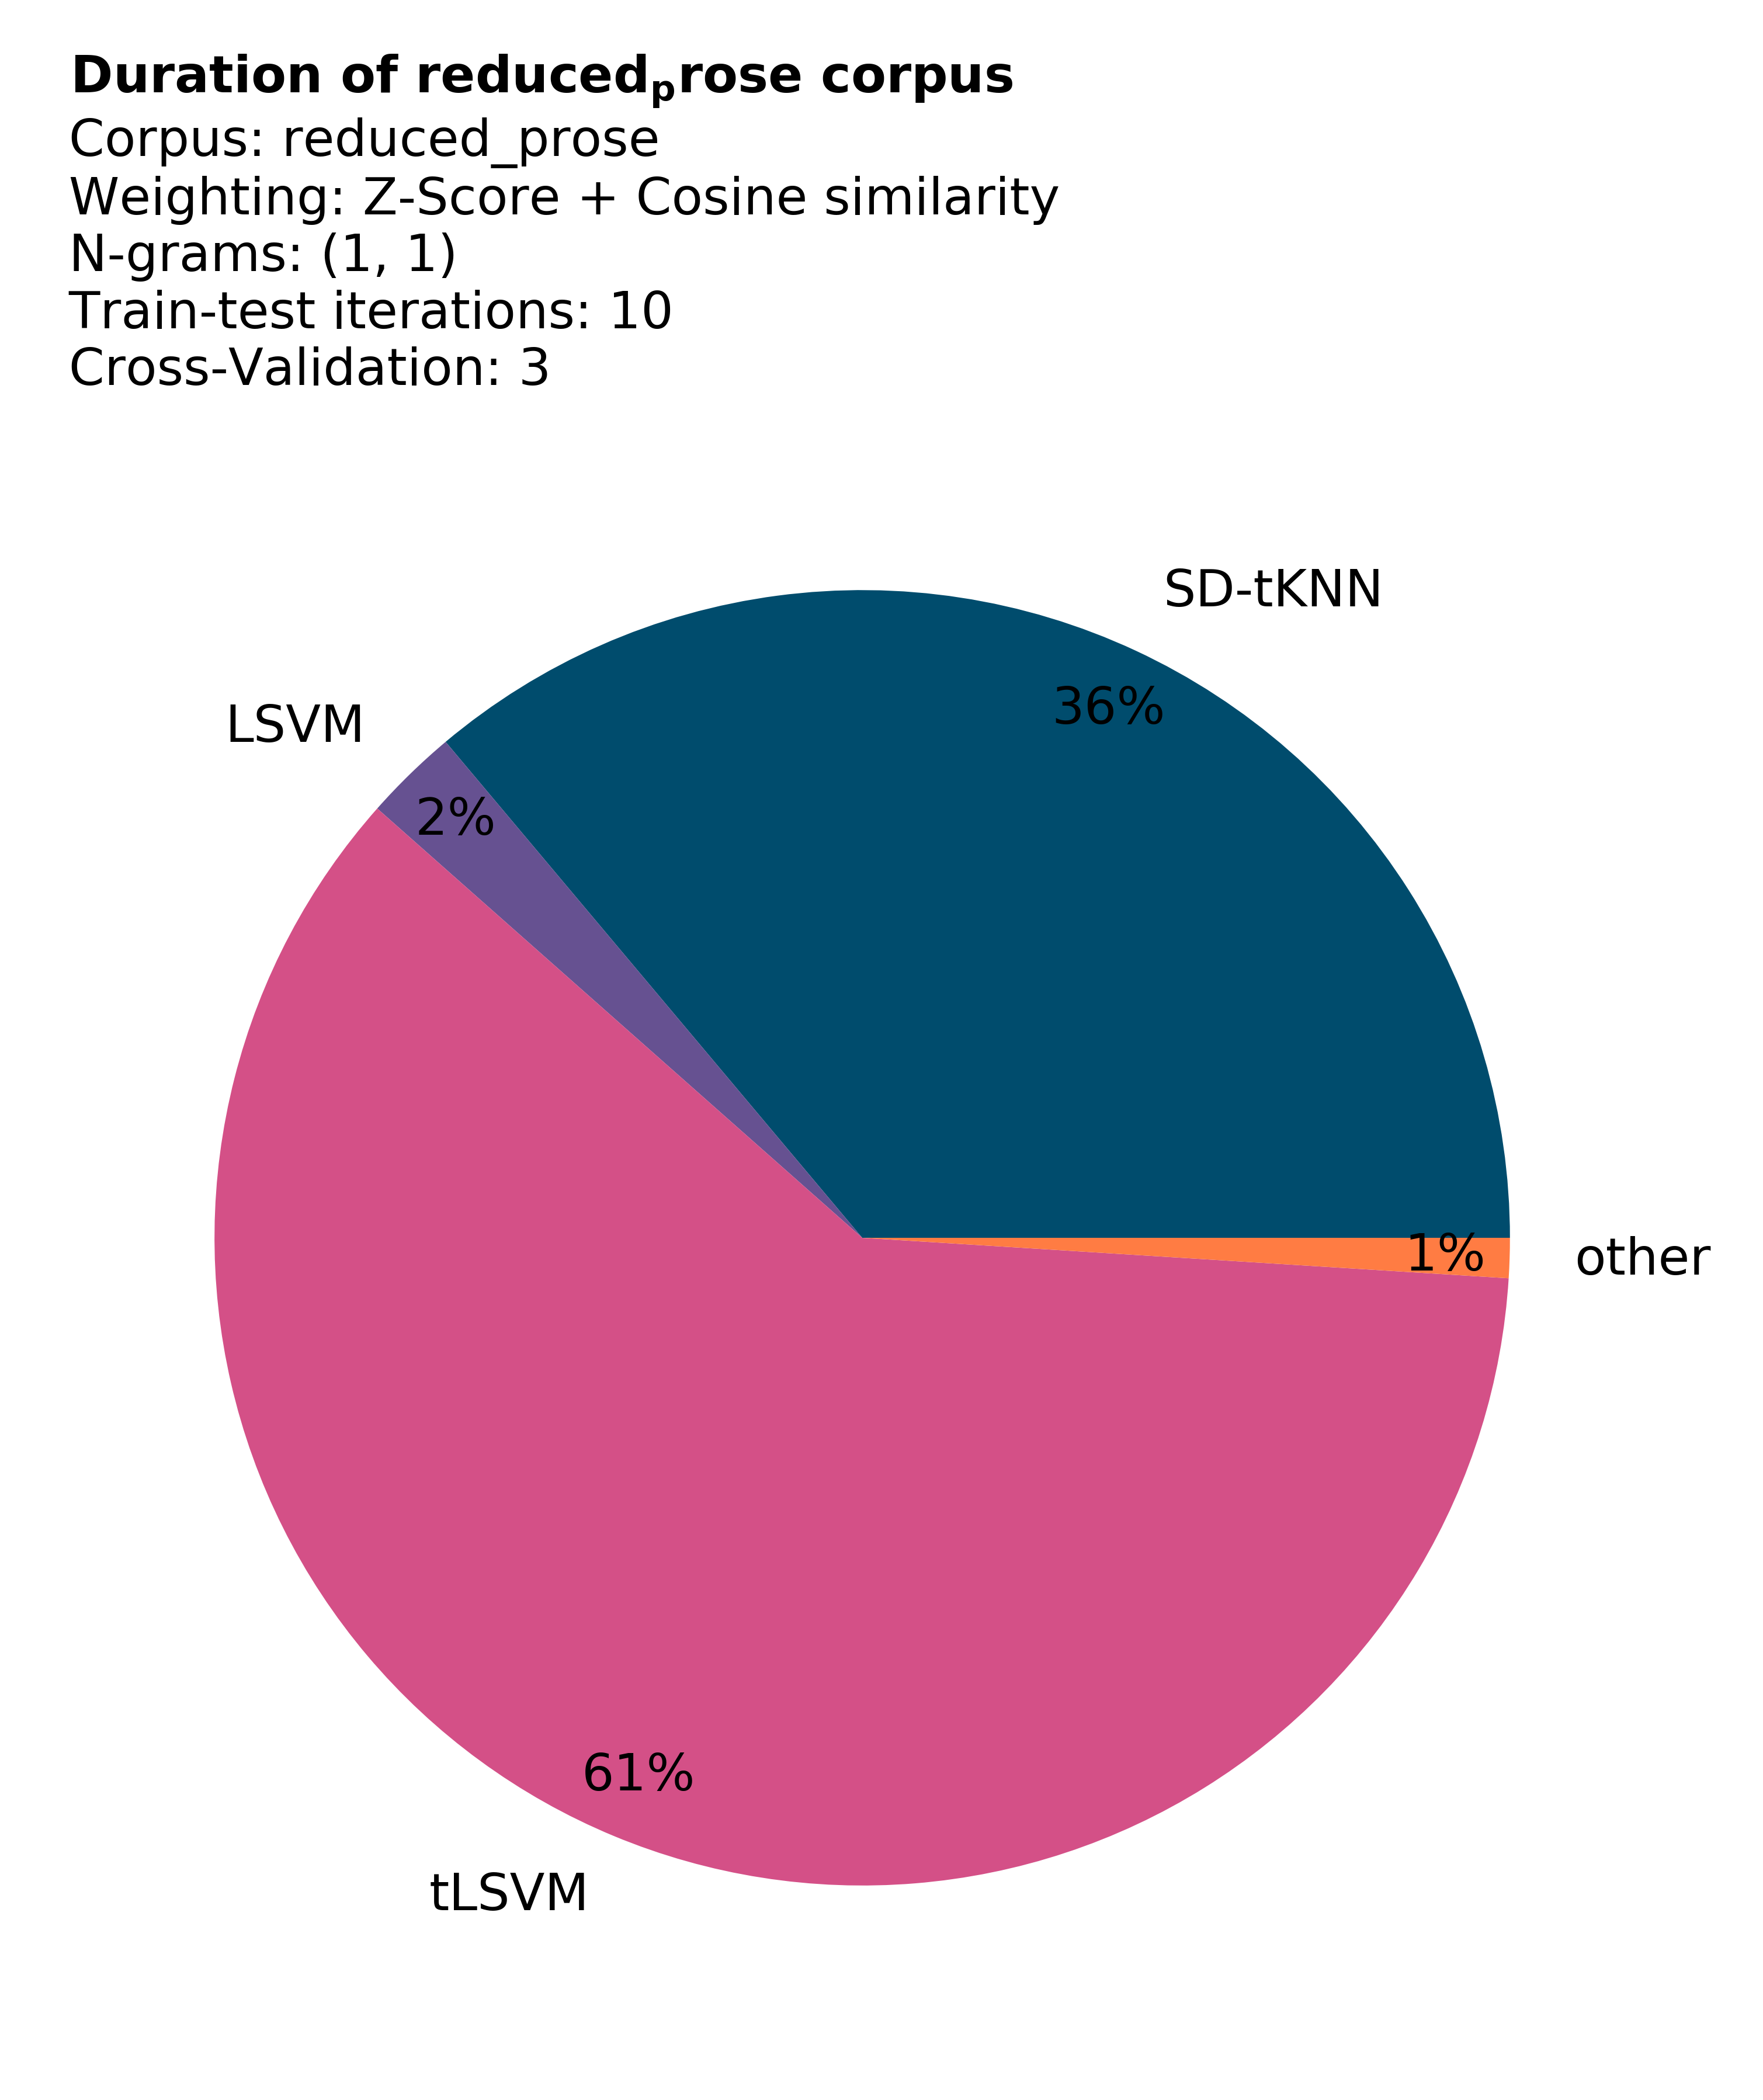 Duration of reducedₚrose corpus
Corpus: reduced_prose
Weighting: Z-Score + Cosine similarity
N-grams: (1, 1)
Train-test iterations: 10
Cross-Validation: 3
SD-tKNN
36%
LSVM
2%
1%
other
61%
tLSVM